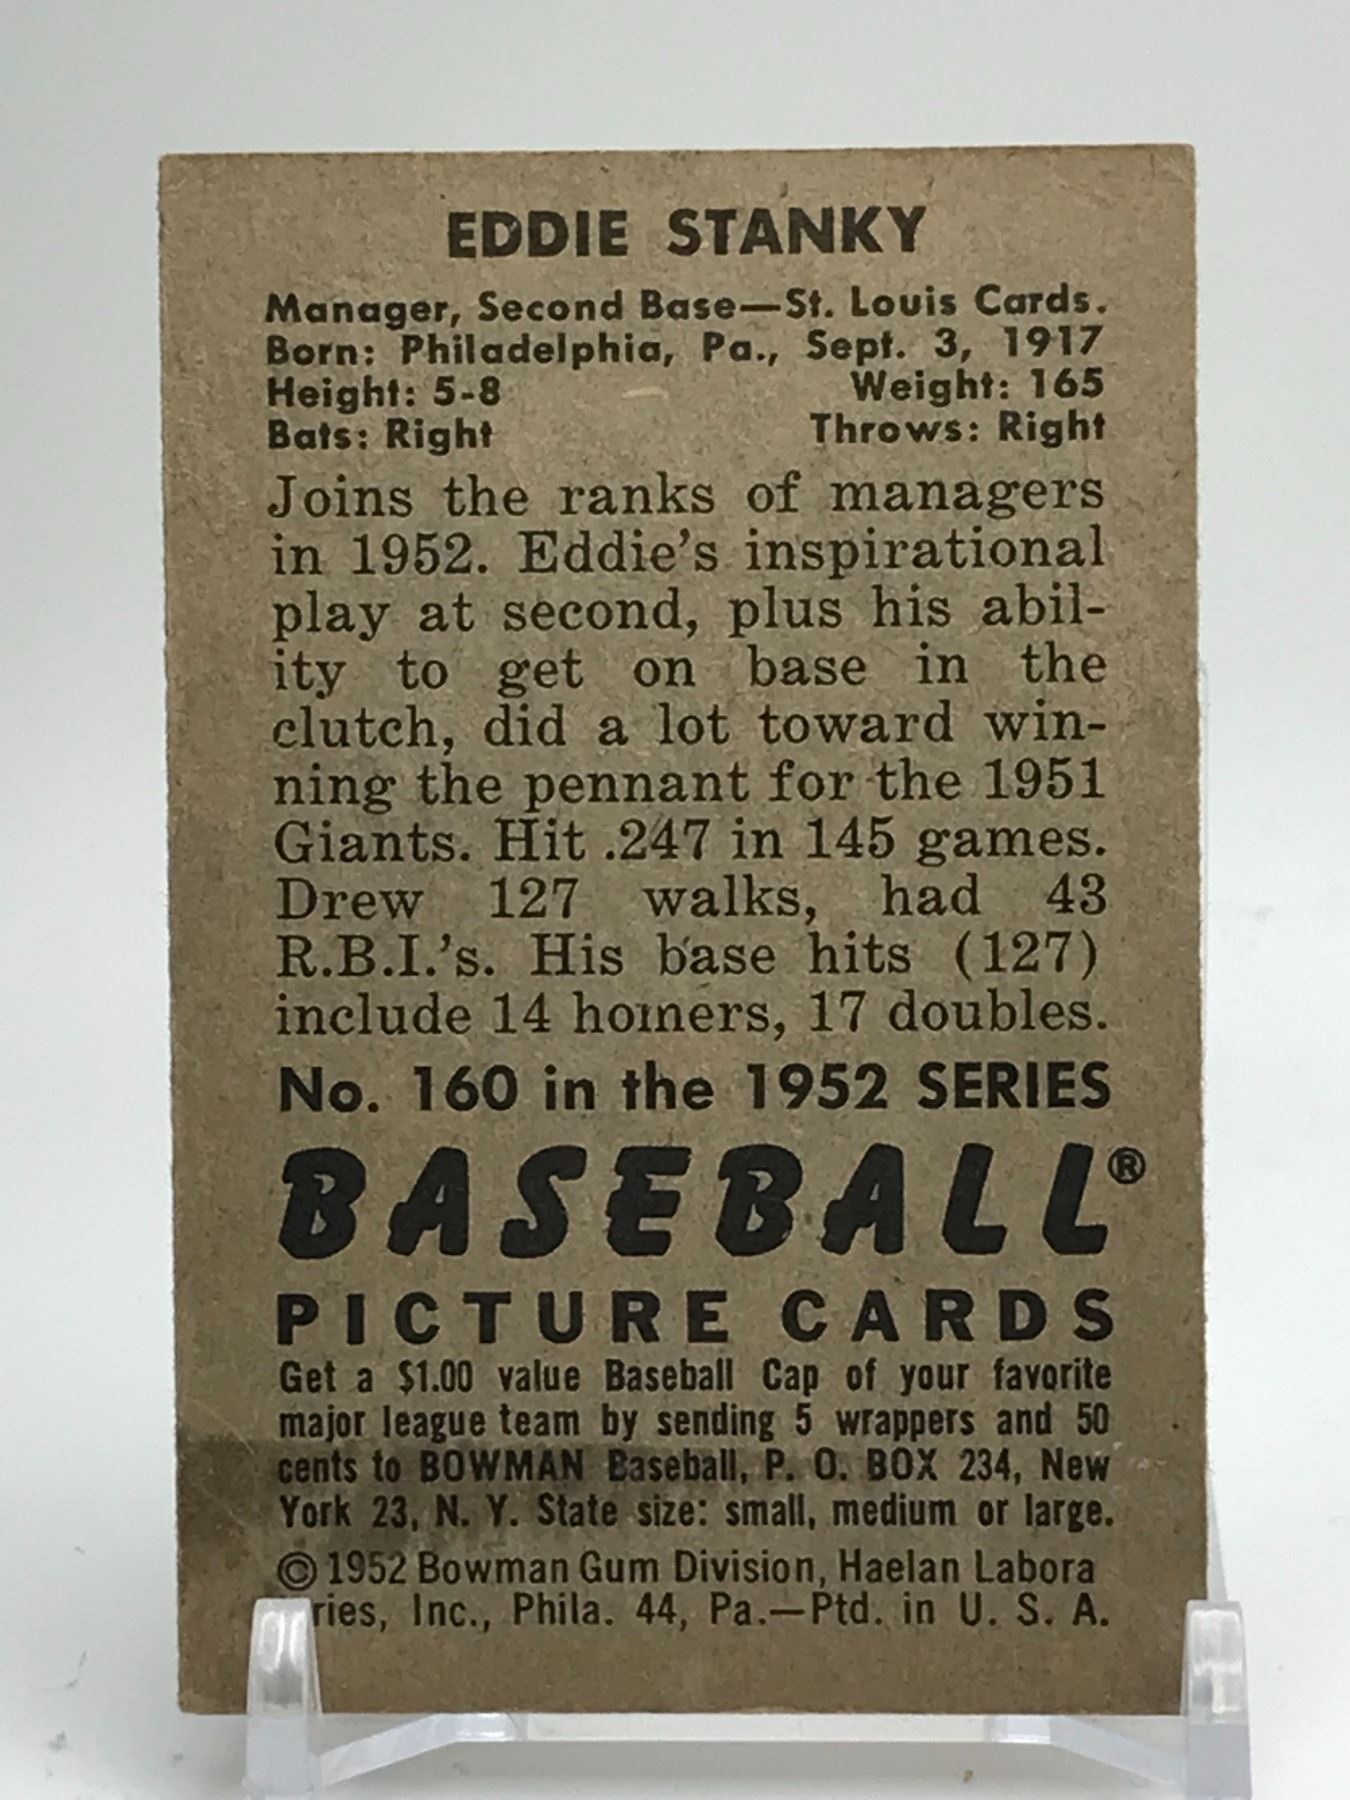 EDDIE STANKY
Manager, Second Base—St. Louis Cards.
Born: Philadelphia, Pa., Sept. 3, 1917
Height: 5-8 Weight: 165
Bats: Right Throws: Right
Joins the ranks of managers
in 1952. Eddie's inspirational
play at second, plus his abil-
ity to get on base in the
clutch, did a lot toward win-
ning the pennant for the 1951
Giants. Hit .247 in 145 games.
Drew 127 walks, had 43
R.B.I.'s. His base hits (127)
include 14 homers, 17 doubles.
No. 160 in the 1952 SERIES
BASEBALL®
PICTURE CARDS
Get a $1.00 value Baseball Cap of your favorite
major league team by sending 5 wrappers and 50
cents to BOWMAN Baseball, P. O. BOX 234, New
York 23, N. Y. State size: small, medium or large.
© 1952 Bowman Gum Division, Haelan Labora
ries, Inc., Phila. 44, Pa.—Ptd. in U. S. A.